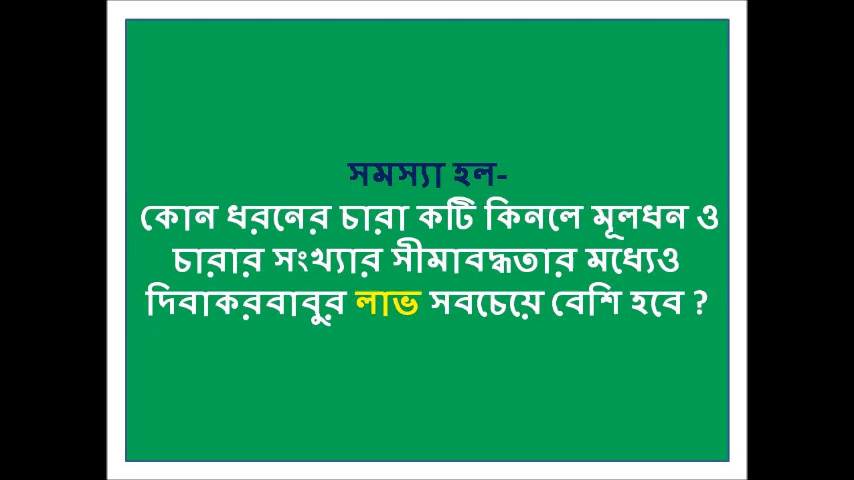 সমস্যা হল-
কোন ধরনের চারা কটি কিনলে মূলধন ও
চারার সংখ্যার সীমাবদ্ধতার মধ্যেও
দিবাকরবাবুর লাভ সবচেয়ে বেশি হবে ?